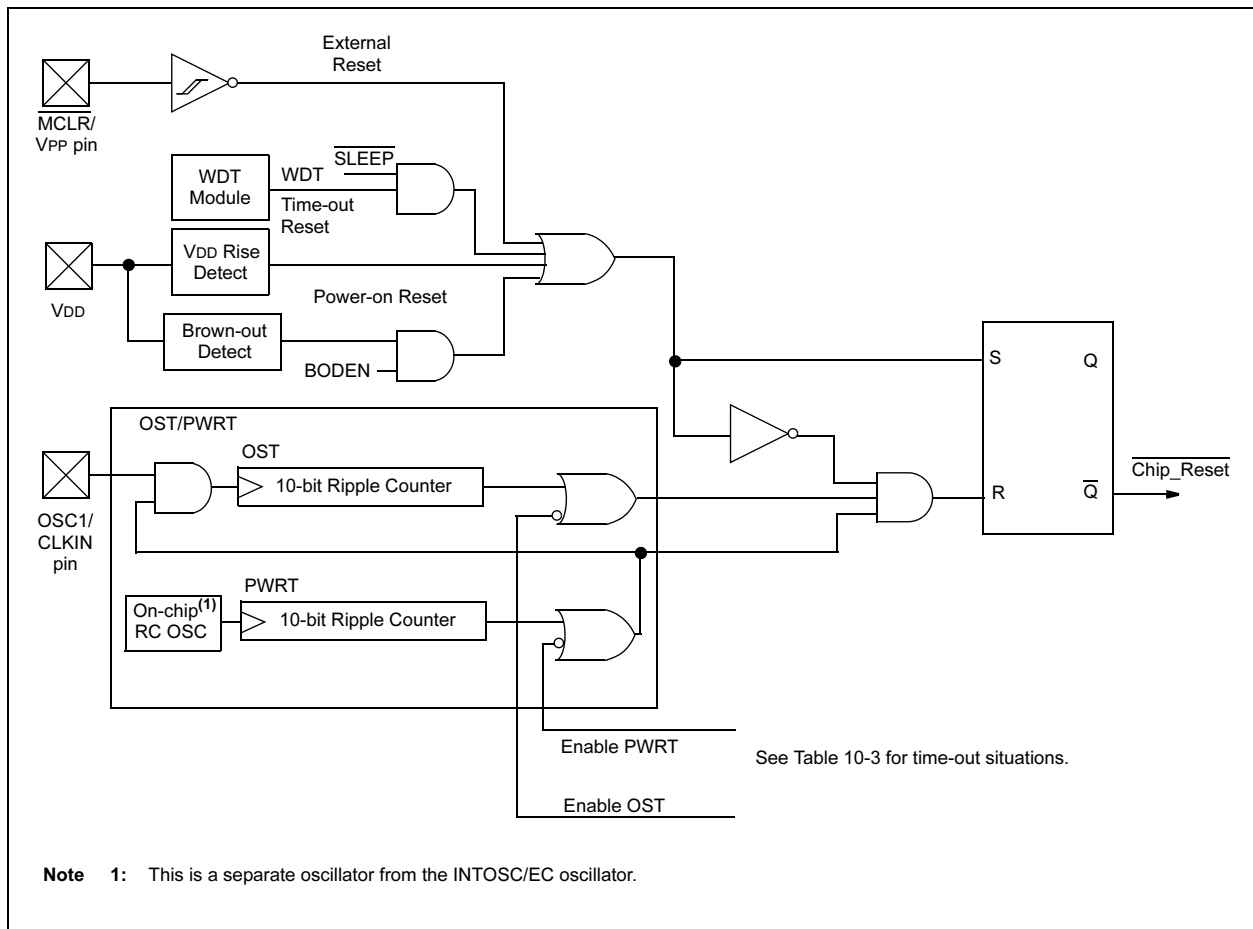 External
Reset
MCLR/
VPP pin
SLEEP
WDT
Module
WDT
Time-out
Reset
VDD
VDD Rise
Detect
Power-on Reset
Brown-out
Detect
BODEN
S
Q
OST/PWRT
OST
10-bit Ripple Counter
Chip_Reset
R
Q
OSC1/
CLKIN
pin
PWRT
On-chip(1)
RC OSC
10-bit Ripple Counter
Enable PWRT
See Table 10-3 for time-out situations.
Enable OST
Note 1: This is a separate oscillator from the INTOSC/EC oscillator.